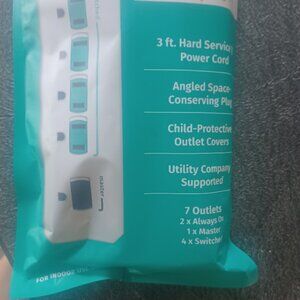 3 ft. Hard Service
Power Cord
Angled Space-
Conserving Plug
Child-Protective
Outlet Covers
Utility Company
Supported
7 Outlets
2 x Always On
1 x Master
4 x Switched
master
FOR INDOOR USE